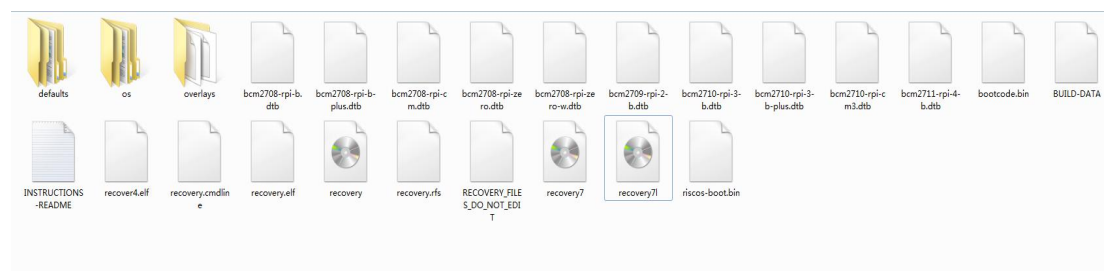 defaults
os
overlays
bcm2708-rpi-b.
dtb
bcm2708-rpi-b-
plus.dtb
bcm2708-rpi-c
m.dtb
bcm2708-rpi-ze
ro.dtb
bcm2708-rpi-ze
ro-w.dtb
bcm2709-rpi-2-
b.dtb
bcm2710-rpi-3-
b.dtb
bcm2710-rpi-3-
b-plus.dtb
bcm2710-rpi-c
m3.dtb
bcm2711-rpi-4-
b.dtb
bootcode.bin
BUILD-DATA
INSTRUCTIONS
-README
recover4.elf
recovery.cmdlin
e
recovery.elf
recovery
recovery.rfs
RECOVERY_FILE
S_DO_NOT_EDI
T
recovery7
recovery7l
riscos-boot.bin